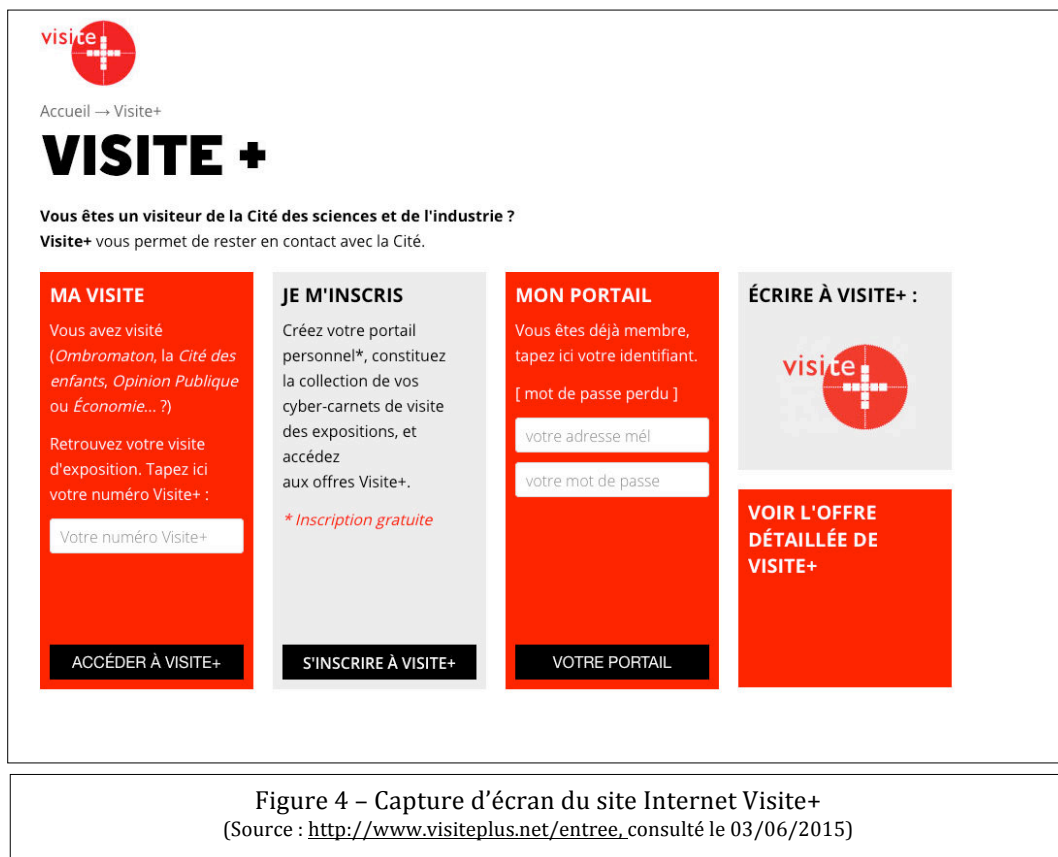 visite
Accueil → Visite+
VISITE +
Vous êtes un visiteur de la Cité des sciences et de l'industrie ?
Visite+ vous permet de rester en contact avec la Cité.
MA VISITE
Vous avez visité
(Ombromaton, la Cité des
enfants, Opinion Publique
ou Économie... ?)
Retrouvez votre visite
d'exposition. Tapez ici
votre numéro Visite+ :
Votre numéro Visite+
ACCÉDER À VISITE+
JE M'INSCRIS
Créez votre portail
personnel*, constituez
la collection de vos
cyber-carnets de visite
des expositions, et
accédez
aux offres Visite+.
* Inscription gratuite
S'INSCRIRE À VISITE+
MON PORTAIL
Vous êtes déjà membre,
tapez ici votre identifiant.
[ mot de passe perdu ]
votre adresse mél
votre mot de passe
VOTRE PORTAIL
ÉCRIRE À VISITE+ :
visite
VOIR L'OFFRE
DÉTAILLÉE DE
VISITE+
Figure 4 – Capture d’écran du site Internet Visite+
(Source : http://www.visiteplus.net/entree, consulté le 03/06/2015)